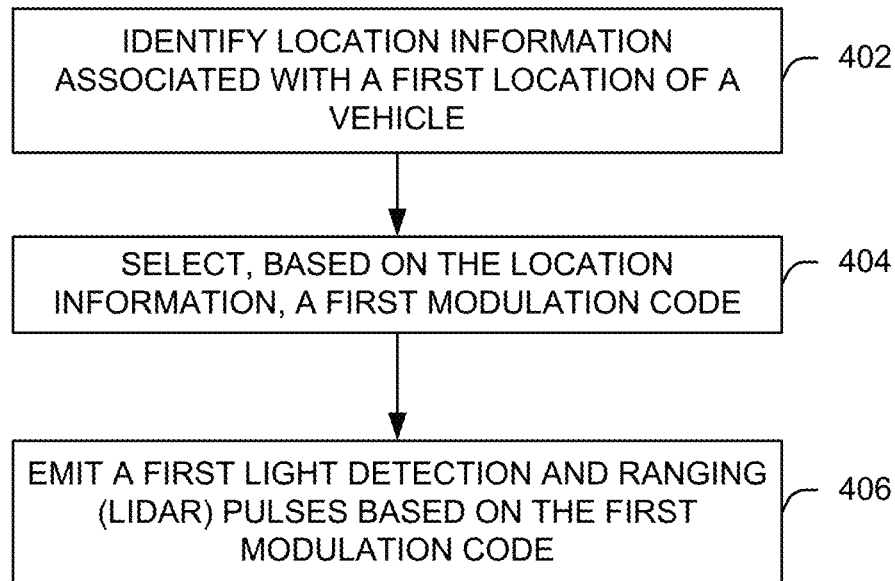 IDENTIFY LOCATION INFORMATION
ASSOCIATED WITH A FIRST LOCATION OF A
VEHICLE
402
SELECT, BASED ON THE LOCATION
INFORMATION, A FIRST MODULATION CODE
404
EMIT A FIRST LIGHT DETECTION AND RANGING
(LIDAR) PULSES BASED ON THE FIRST
MODULATION CODE
406